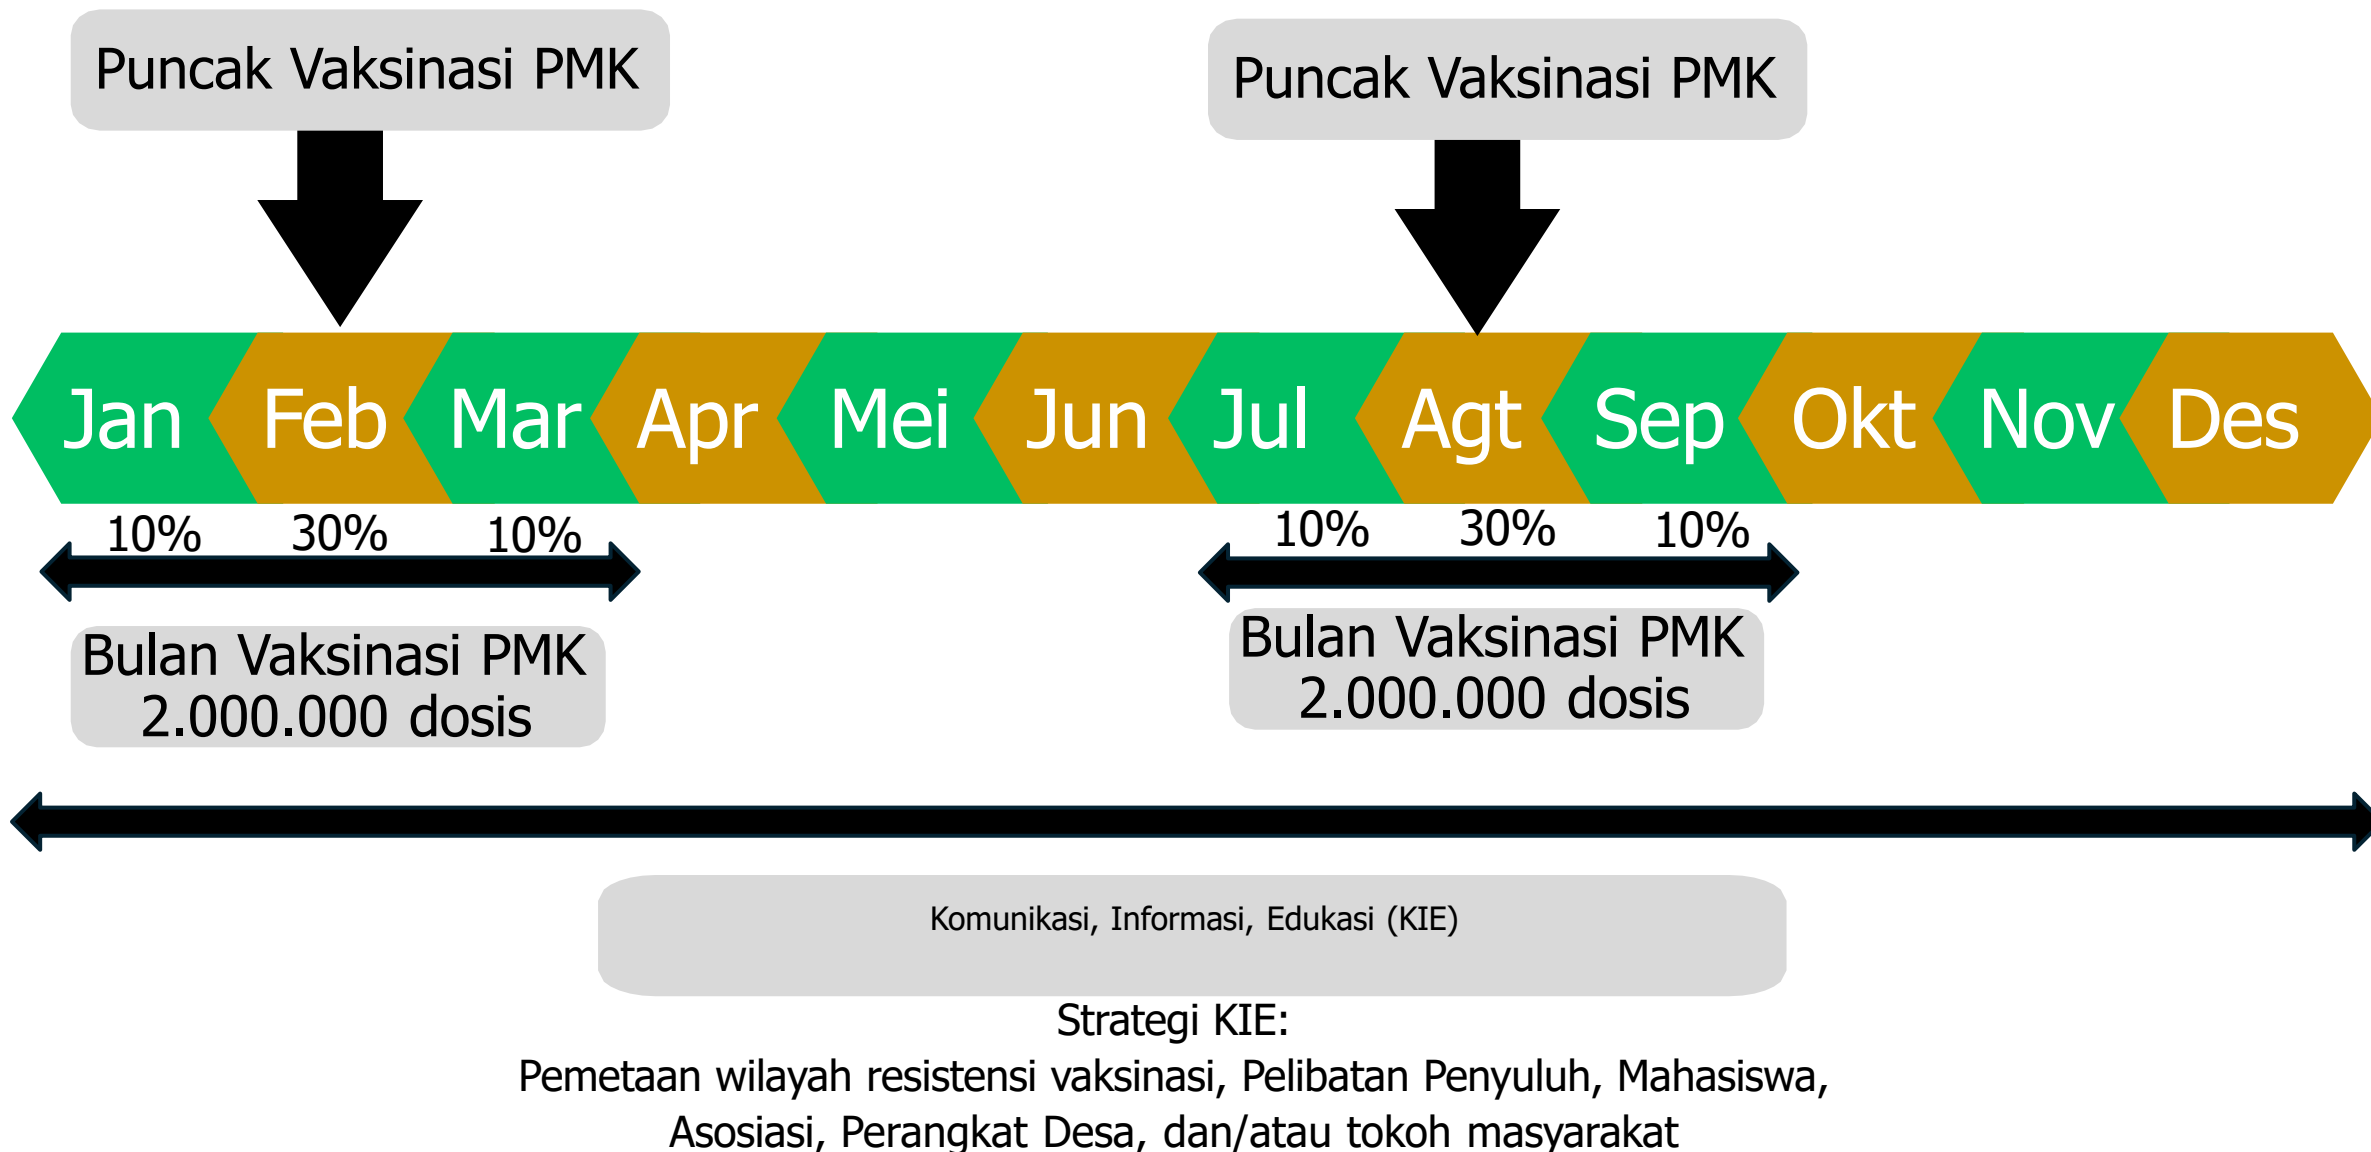 Puncak Vaksinasi PMK
Puncak Vaksinasi PMK
Jan
Feb
Mar
Apr
Mei
Jun
Jul
Agt
Sep
Okt
Nov
Des
10%
30%
10%
10%
30%
10%
Bulan Vaksinasi PMK
2.000.000 dosis
Bulan Vaksinasi PMK
2.000.000 dosis
Komunikasi, Informasi, Edukasi (KIE)
Strategi KIE:
Pemetaan wilayah resistensi vaksinasi, Pelibatan Penyuluh, Mahasiswa,
Asosiasi, Perangkat Desa, dan/atau tokoh masyarakat